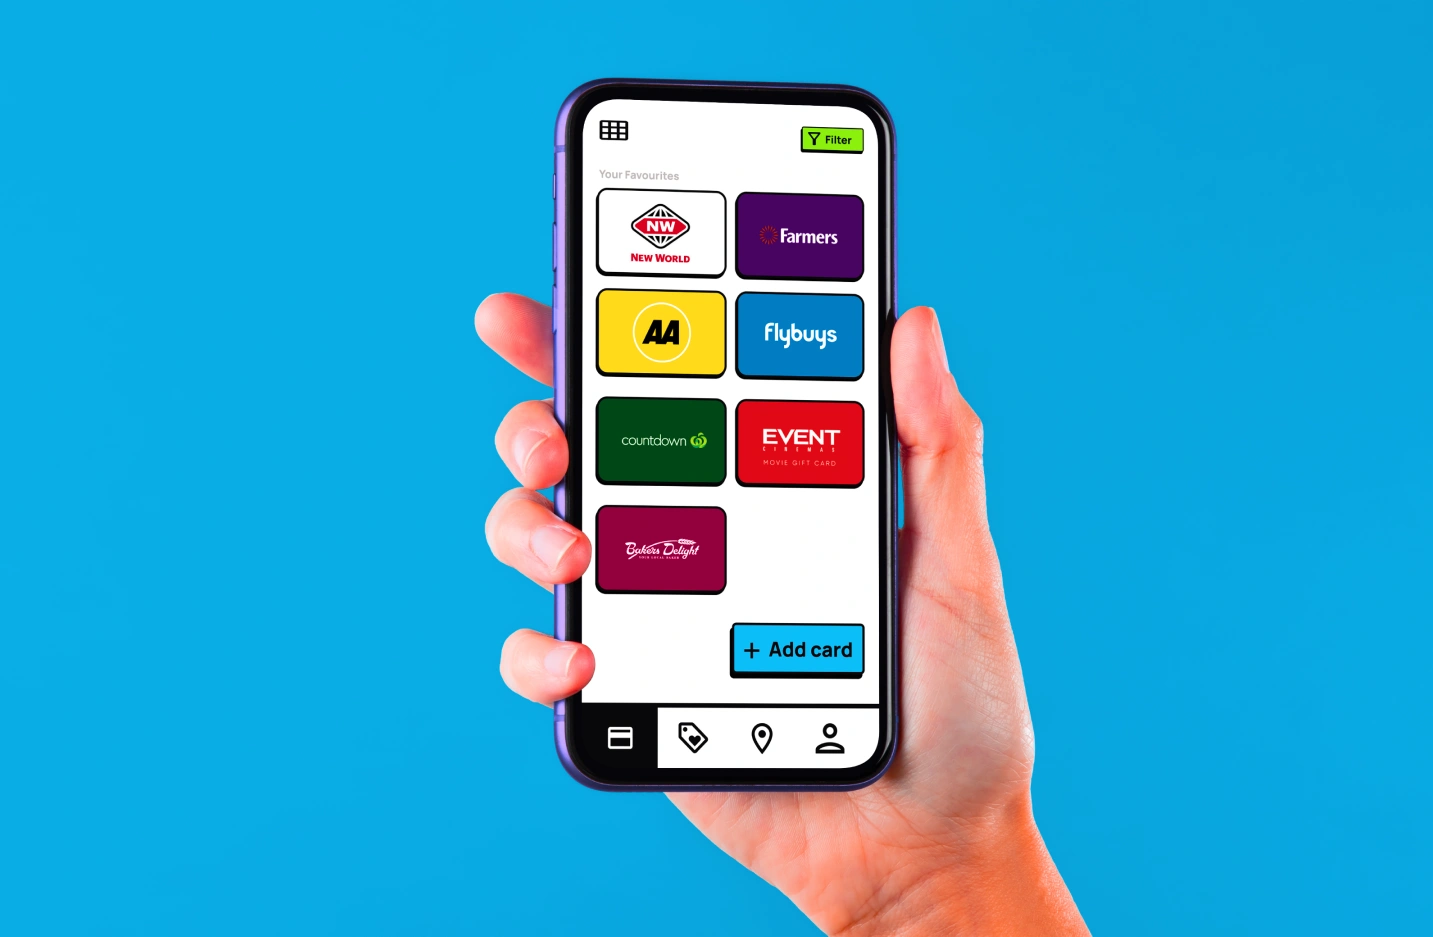 Filter
Your Favourites
NW
NEW WORLD
Farmers
AA
flybuys
countdown
EVENT
CINEMAS
MOVIE GIFT CARD
Bakers Delight
+ Add card